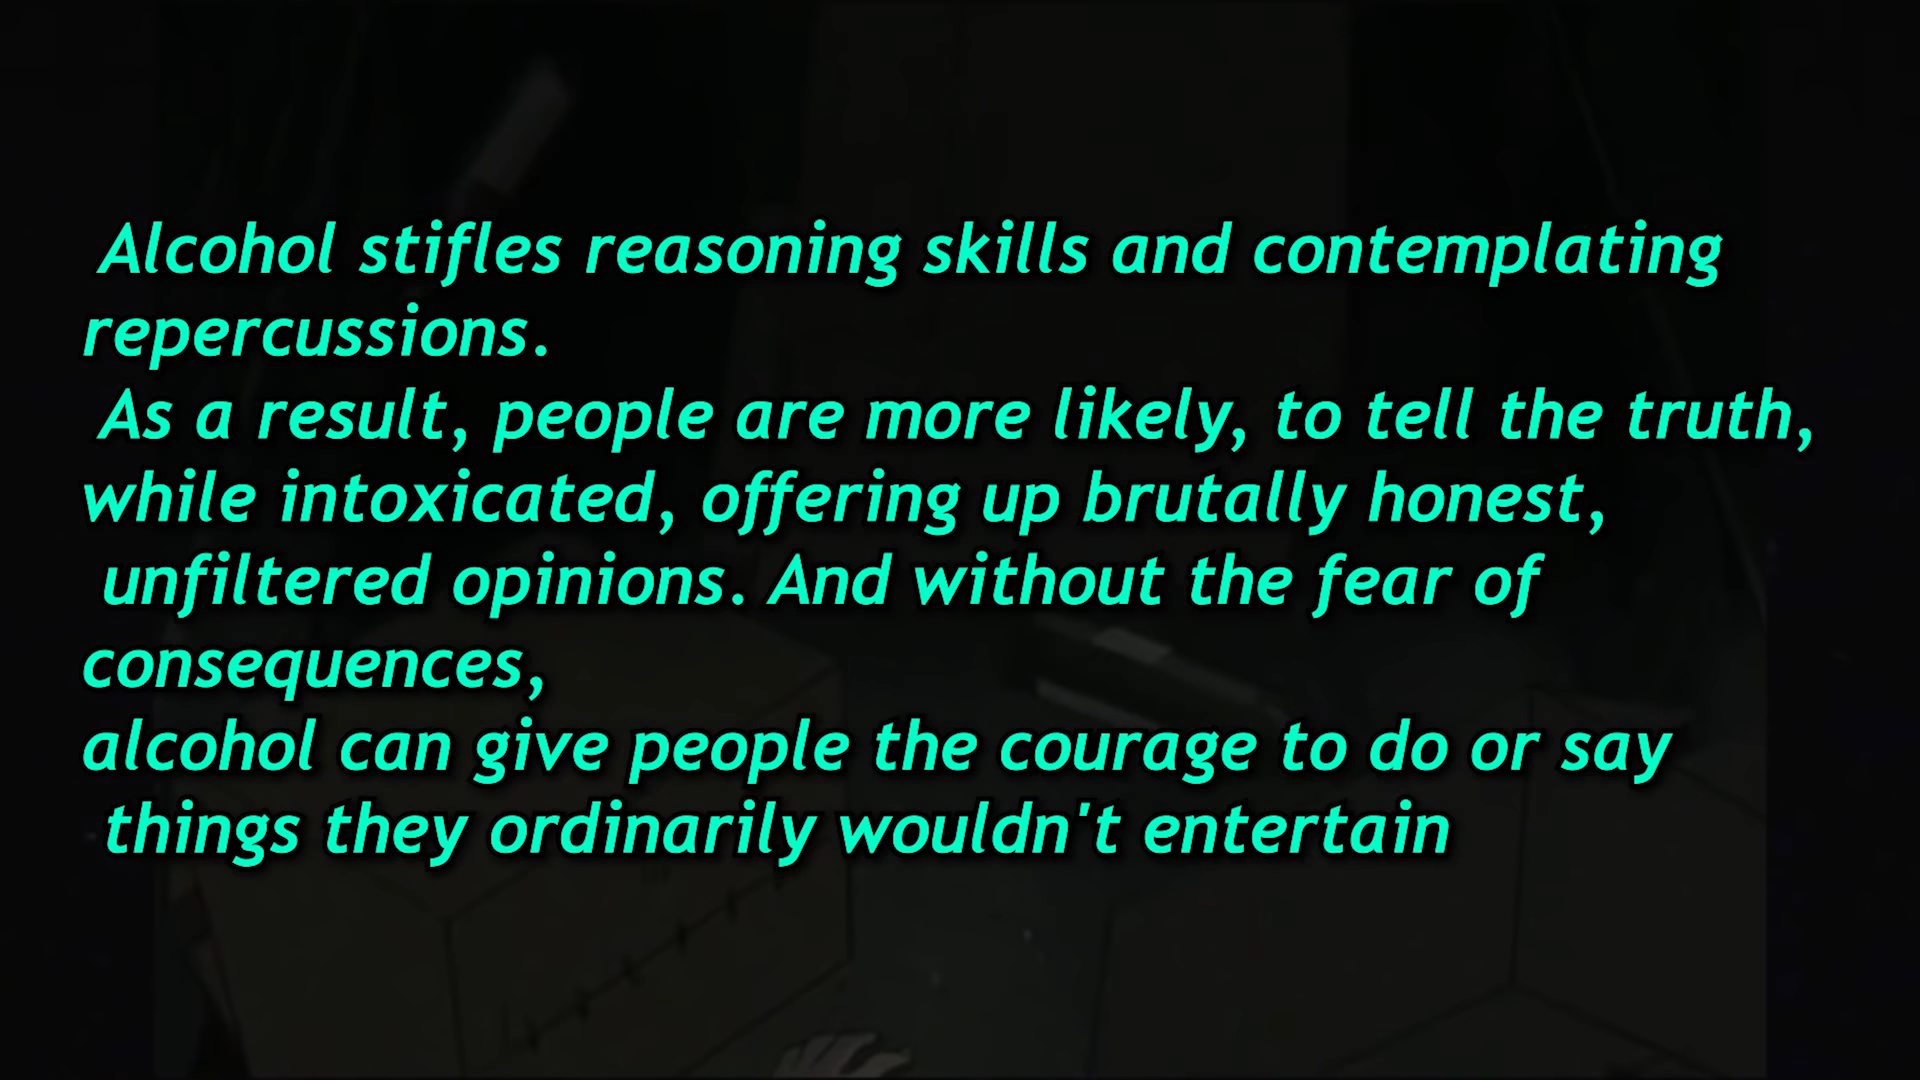 Alcohol stifles reasoning skills and contemplating
repercussions.
As a result, people are more likely, to tell the truth,
while intoxicated, offering up brutally honest,
unfiltered opinions. And without the fear of
consequences,
alcohol can give people the courage to do or say
things they ordinarily wouldn't entertain